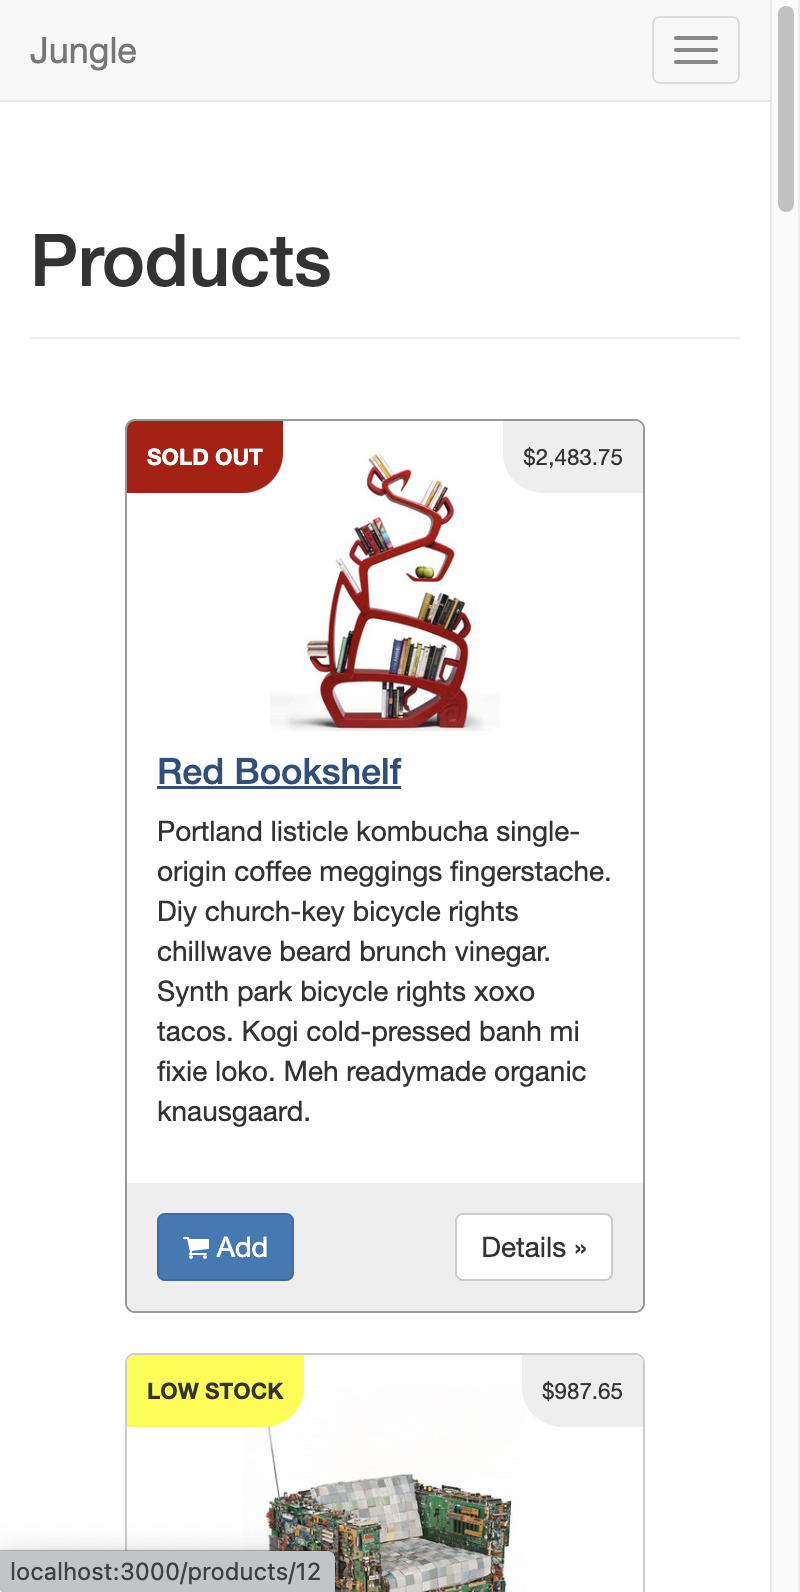 Jungle
Products
SOLD OUT
$2,483.75
Red Bookshelf
Portland listicle kombucha single-
origin coffee meggings fingerstache.
Diy church-key bicycle rights
chillwave beard brunch vinegar.
Synth park bicycle rights xoxo
tacos. Kogi cold-pressed banh mi
fixie loko. Meh readymade organic
knausgaard.
Add
Details »
LOW STOCK
$987.65
localhost:3000/products/12